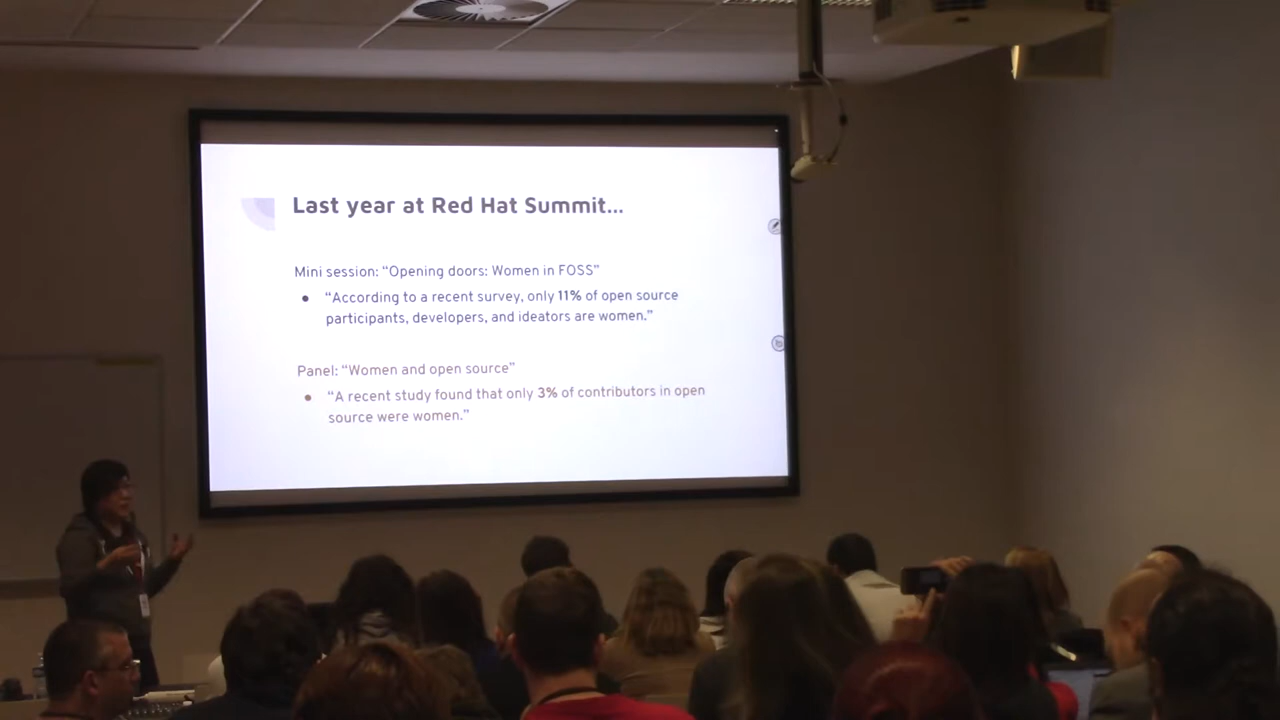 Last year at Red Hat Summit...
Mini session: “Opening doors: Women in FOSS”
● “According to a recent survey, only 11% of open source
participants, developers, and ideators are women.”
Panel: “Women and open source”
● “A recent study found that only 3% of contributors in open
source were women.”